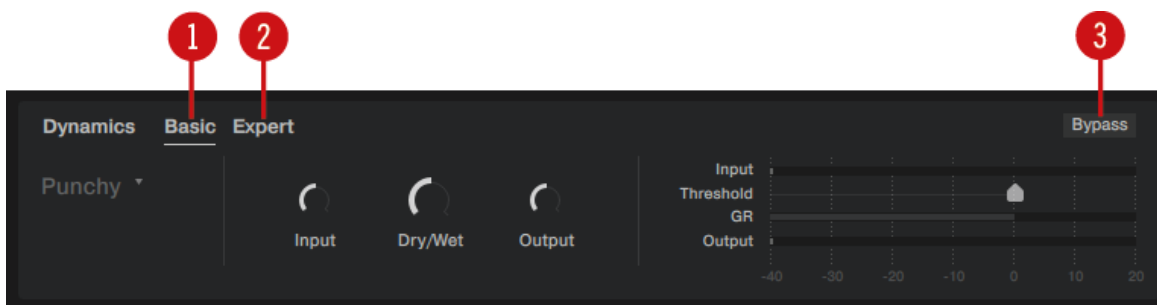 1 2 3
Dynamics Basic Expert Bypass
Punchy
Input
Threshold
GR
Output
Input Dry/Wet Output
-40 -30 -20 -10 0 10 20